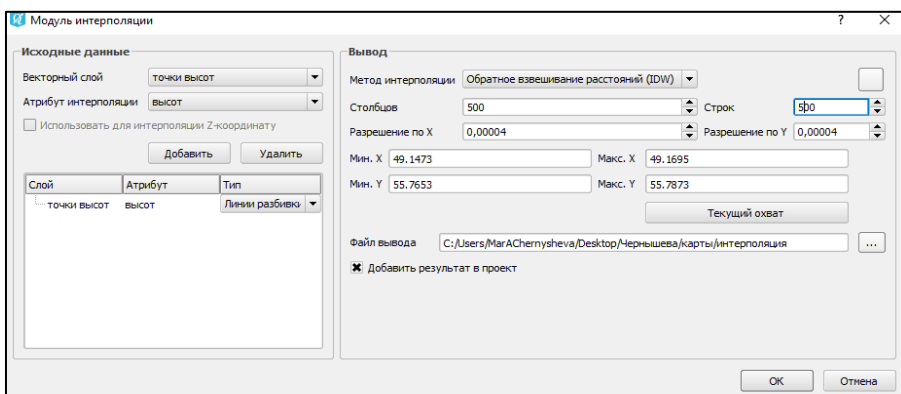 Модуль интерполяции ? ×
Исходные данные
Векторный слой точки высот
Атрибут интерполяции высот
Использовать для интерполяции Z-координату
Добавить Удалить
Слой Атрибут Тип
точки высот высот Линии разбивки
Вывод
Метод интерполяции Обратное взвешивание расстояний (IDW)
Столбцов 500 Строк 500
Разрешение по X 0,00004 Разрешение по Y 0,00004
Мин. X 49.1473 Макс. X 49.1695
Мин. Y 55.7653 Макс. Y 55.7873
Текущий охват
Файл вывода C:/Users/MarAChernysheva/Desktop/Чернышева/карты/интерполяция ...
Добавить результат в проект
OK Отмена